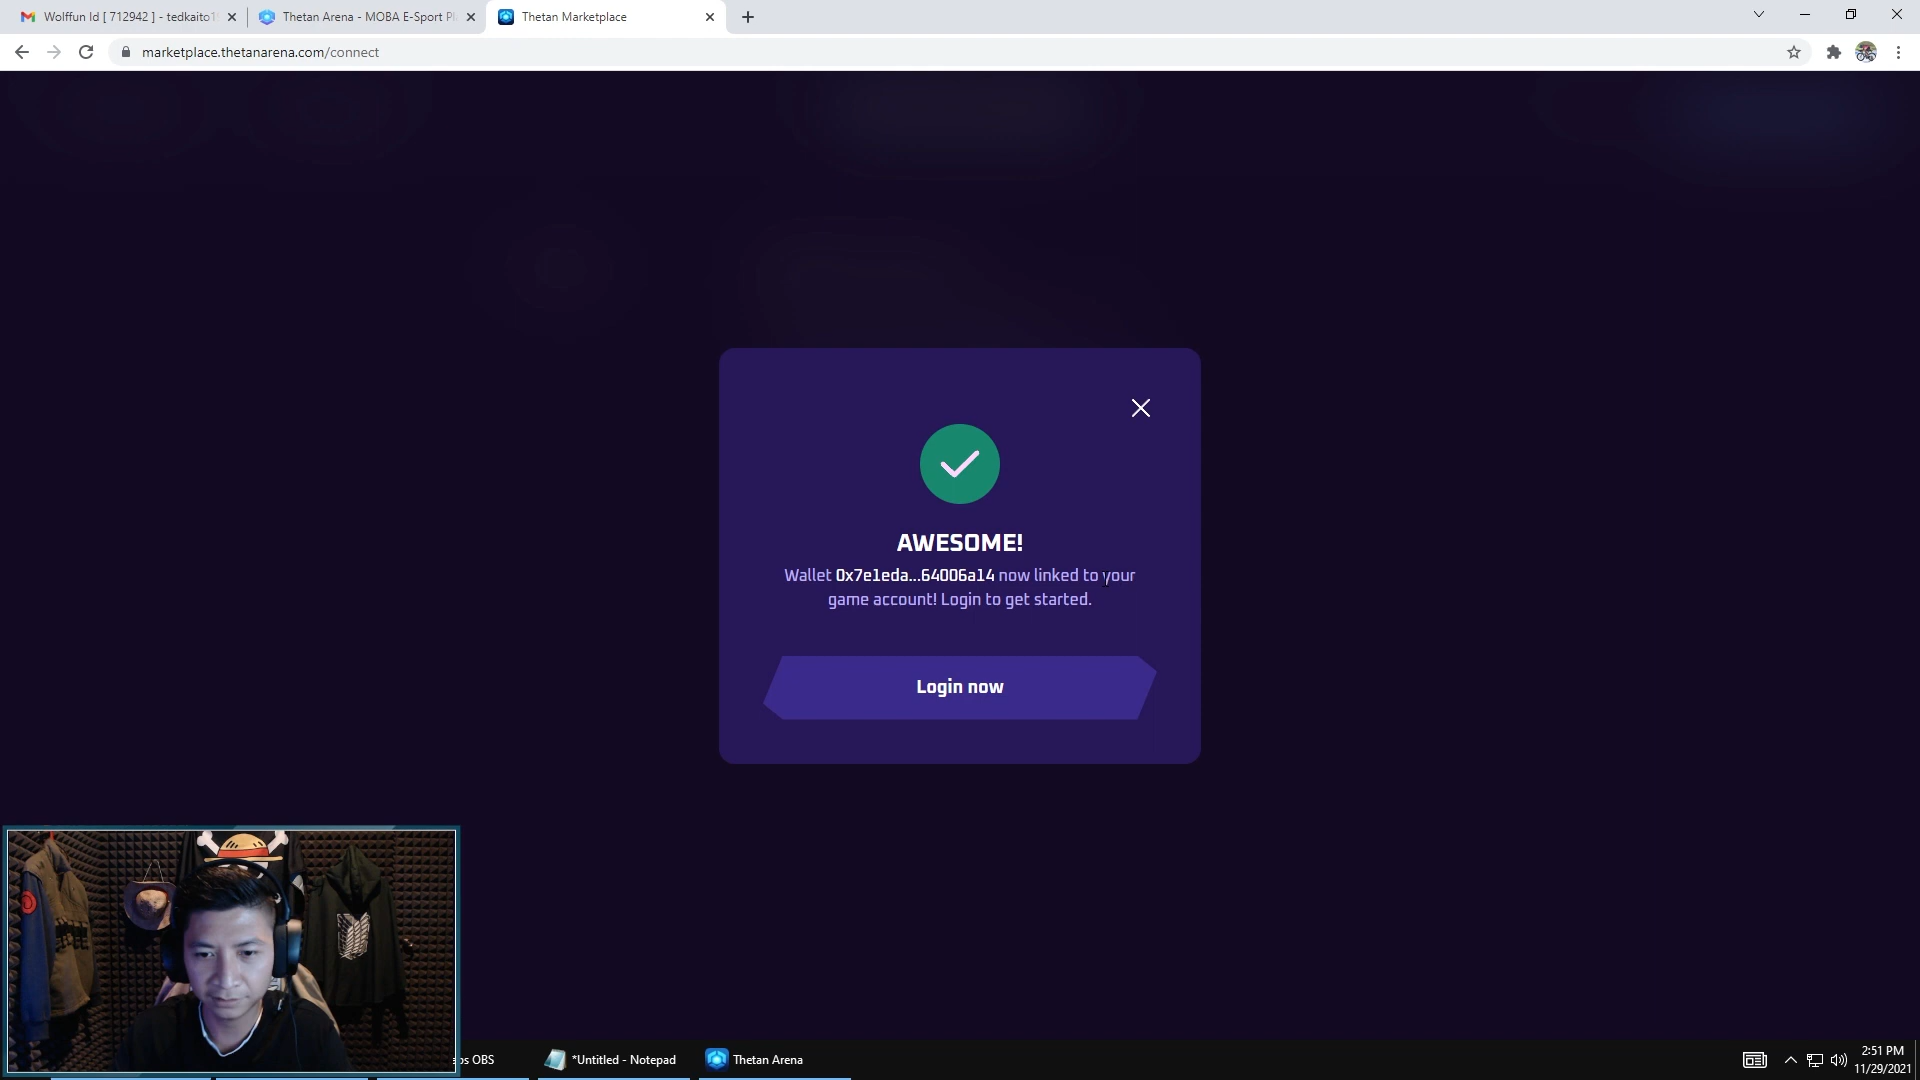 Wolffun Id [ 712942 ] - tedkaito1
Thetan Arena - MOBA E-Sport Pl
Thetan Marketplace
marketplace.thetanarena.com/connect
AWESOME!
Wallet 0x7e1eda...64006a14 now linked to your
game account! Login to get started.
Login now
OBS
*Untitled - Notepad
Thetan Arena
2:51 PM
11/29/2021